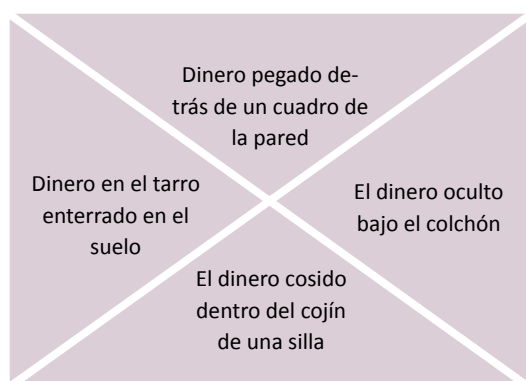 Dinero pegado de-
trás de un cuadro de
la pared
Dinero en el tarro
enterrado en el
suelo
El dinero oculto
bajo el colchón
El dinero cosido
dentro del cojín
de una silla